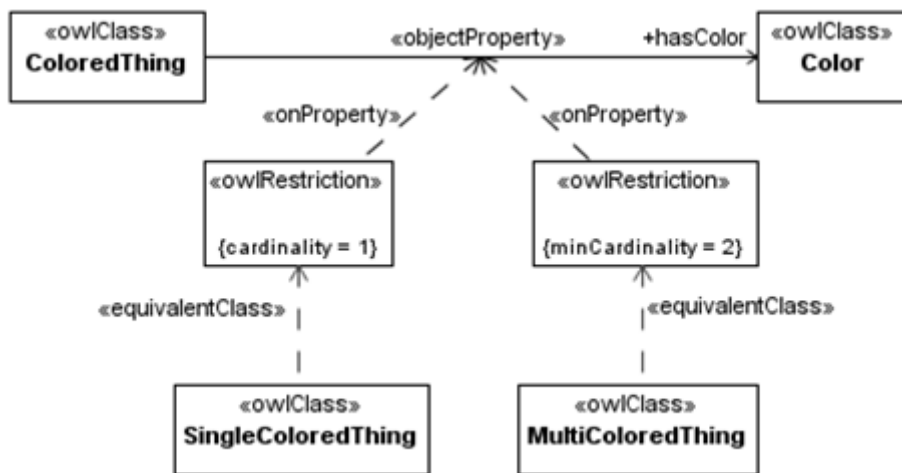 «owlClass»
ColoredThing
«objectProperty»
+hasColor
«owlClass»
Color
«onProperty»
«onProperty»
«owlRestriction»
{cardinality = 1}
«owlRestriction»
{minCardinality = 2}
«equivalentClass»
«equivalentClass»
«owlClass»
SingleColoredThing
«owlClass»
MultiColoredThing